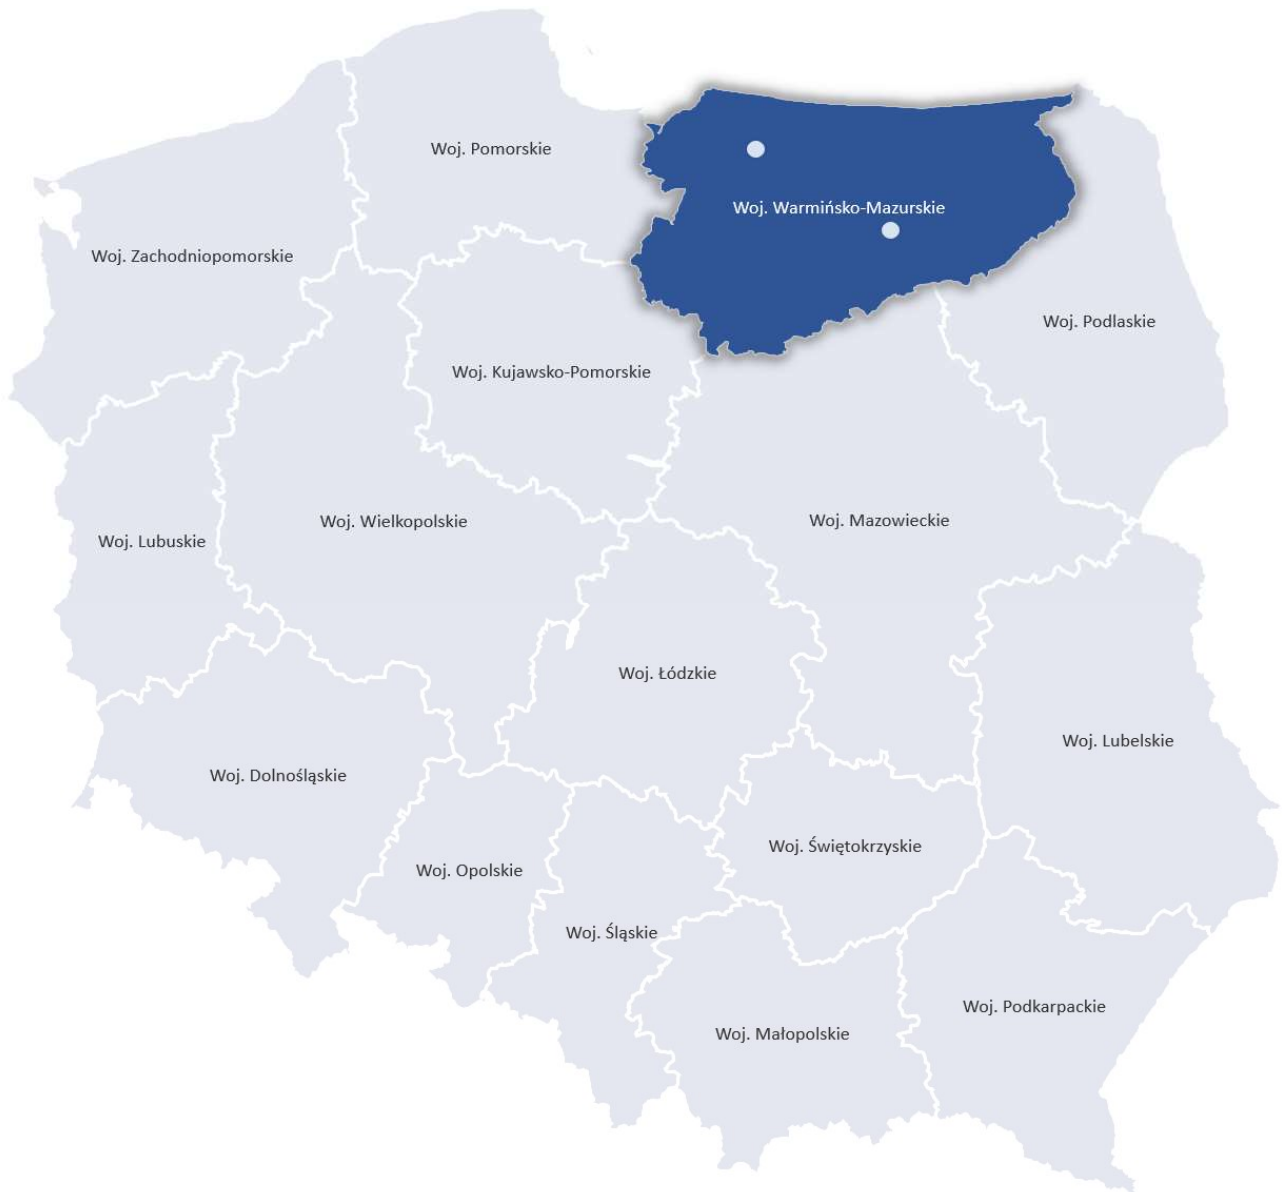 Woj. Pomorskie
Woj. Warmińsko-Mazurskie
Woj. Zachodniopomorskie
Woj. Podlaskie
Woj. Kujawsko-Pomorskie
Woj. Mazowieckie
Woj. Wielkopolskie
Woj. Lubuskie
Woj. Łódzkie
Woj. Lubelskie
Woj. Dolnośląskie
Woj. Świętokrzyskie
Woj. Opolskie
Woj. Śląskie
Woj. Podkarpackie
Woj. Małopolskie